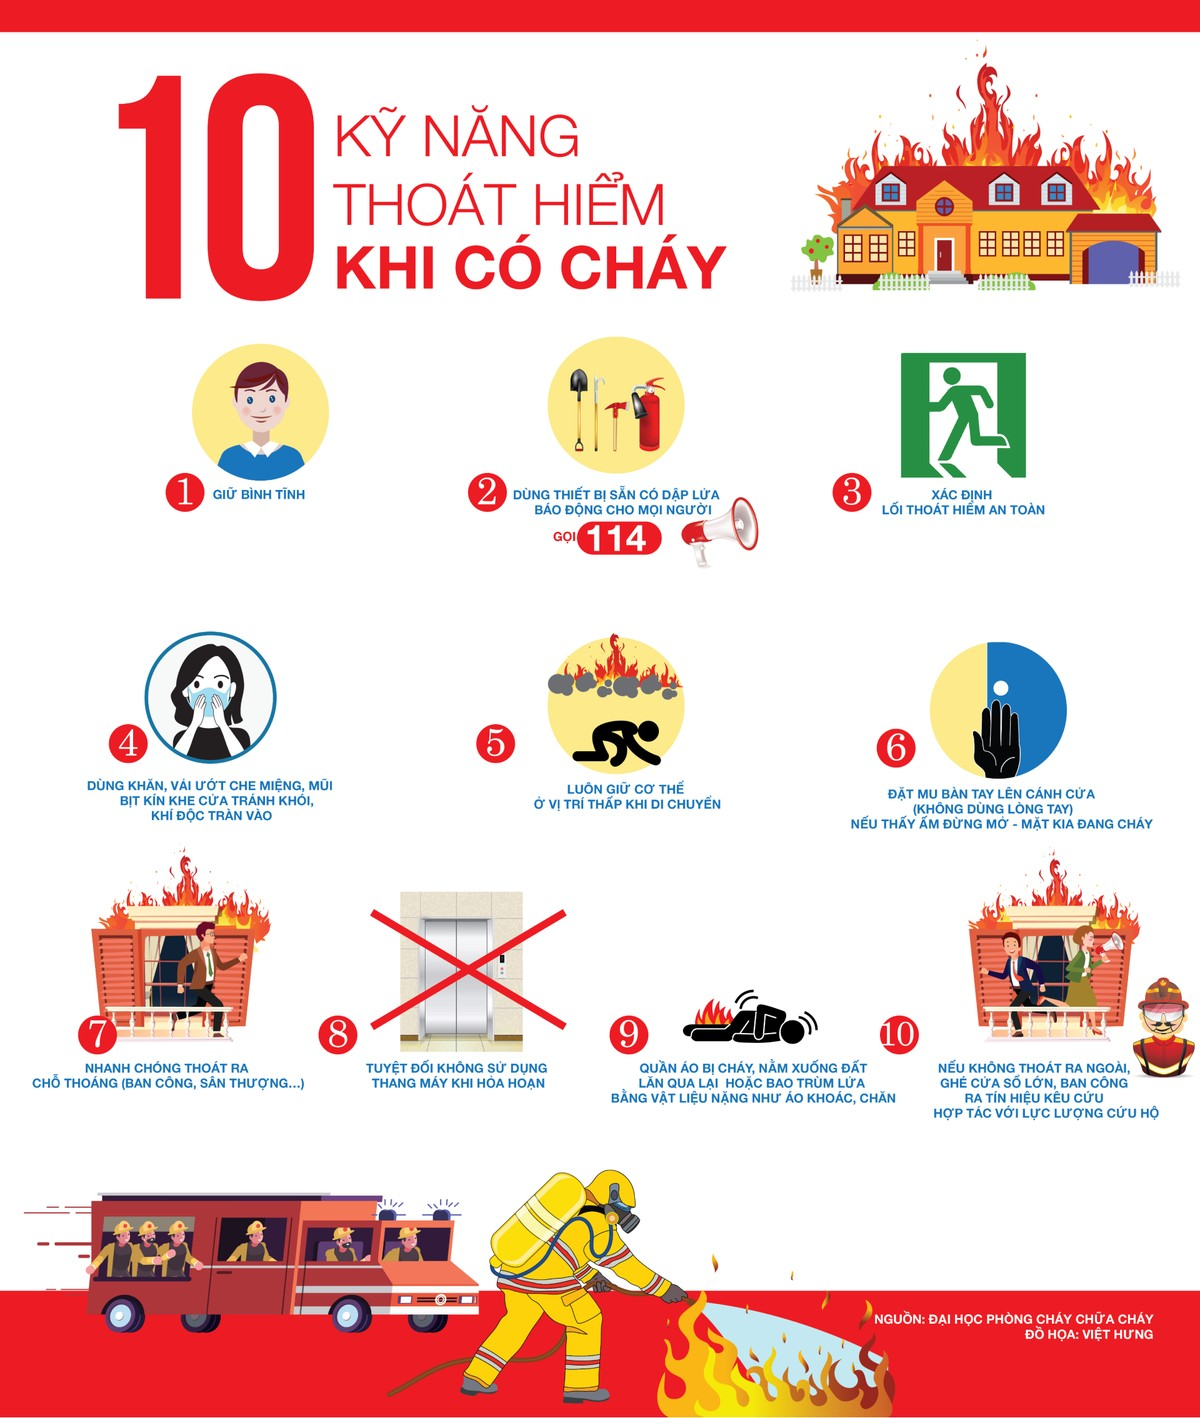 10
KỸ NĂNG
THOÁT HIỂM
KHI CÓ CHÁY
1 GIỮ BÌNH TĨNH
2 DÙNG THIẾT BỊ SẴN CÓ DẬP LỬA
BÁO ĐỘNG CHO MỌI NGƯỜI
GỌI 114
3 XÁC ĐỊNH
LỐI THOÁT HIỂM AN TOÀN
4
DÙNG KHĂN, VẢI ƯỚT CHE MIỆNG, MŨI
BỊT KÍN KHE CỬA TRÁNH KHÓI,
KHÍ ĐỘC TRÀN VÀO
5
LUÔN GIỮ CƠ THỂ
Ở VỊ TRÍ THẤP KHI DI CHUYỂN
6
ĐẶT MU BÀN TAY LÊN CÁNH CỬA
(KHÔNG DÙNG LÒNG TAY)
NẾU THẤY ẤM ĐỪNG MỞ - MẶT KIA ĐANG CHÁY
7
NHANH CHÓNG THOÁT RA
CHỖ THOÁNG (BAN CÔNG, SÂN THƯỢNG...)
8
TUYỆT ĐỐI KHÔNG SỬ DỤNG
THANG MÁY KHI HỎA HOẠN
9
QUẦN ÁO BỊ CHÁY, NẰM XUỐNG ĐẤT
LĂN QUA LẠI HOẶC BAO TRÙM LỬA
BẰNG VẬT LIỆU NẶNG NHƯ ÁO KHOÁC, CHĂN
10
NẾU KHÔNG THOÁT RA NGOÀI,
GHÉ CỬA SỔ LỚN, BAN CÔNG
RA TÍN HIỆU KÊU CỨU
HỢP TÁC VỚI LỰC LƯỢNG CỨU HỘ
NGUỒN: ĐẠI HỌC PHÒNG CHÁY CHỮA CHÁY
ĐỒ HỌA: VIỆT HƯNG